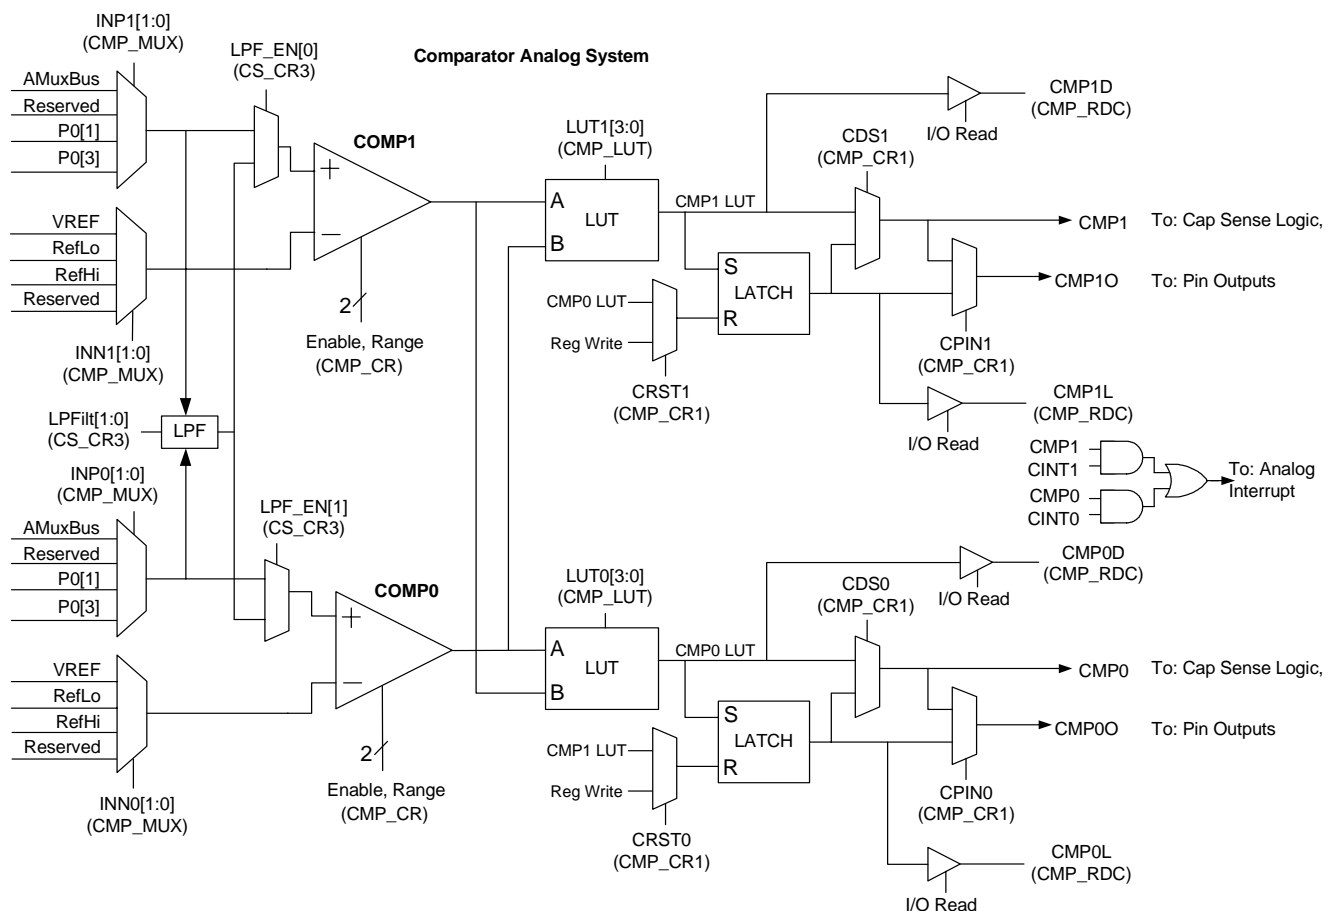 Comparator Analog System
INP1[1:0]
(CMP_MUX)
AMuxBus
Reserved
P0[1]
P0[3]
LPF_EN[0]
(CS_CR3)
COMP1
+
−
VREF
RefLo
RefHi
Reserved
INN1[1:0]
(CMP_MUX)
2
Enable, Range
(CMP_CR)
LUT1[3:0]
(CMP_LUT)
A
B
LUT
CMP1 LUT
CMP1D
(CMP_RDC)
I/O Read
CDS1
(CMP_CR1)
CMP1
To: Cap Sense Logic,
CMP1O
To: Pin Outputs
S
LATCH
R
CMP0 LUT
Reg Write
CRST1
(CMP_CR1)
CPIN1
(CMP_CR1)
CMP1L
(CMP_RDC)
I/O Read
LPFilt[1:0]
(CS_CR3)
LPF
CMP1
CINT1
CMP0
CINT0
To: Analog
Interrupt
INP0[1:0]
(CMP_MUX)
AMuxBus
Reserved
P0[1]
P0[3]
LPF_EN[1]
(CS_CR3)
COMP0
+
−
VREF
RefLo
RefHi
Reserved
INN0[1:0]
(CMP_MUX)
2
Enable, Range
(CMP_CR)
LUT0[3:0]
(CMP_LUT)
A
B
LUT
CMP0 LUT
CMP0D
(CMP_RDC)
I/O Read
CDS0
(CMP_CR1)
CMP0
To: Cap Sense Logic,
CMP0O
To: Pin Outputs
S
LATCH
R
CMP1 LUT
Reg Write
CRST0
(CMP_CR1)
CPIN0
(CMP_CR1)
CMP0L
(CMP_RDC)
I/O Read